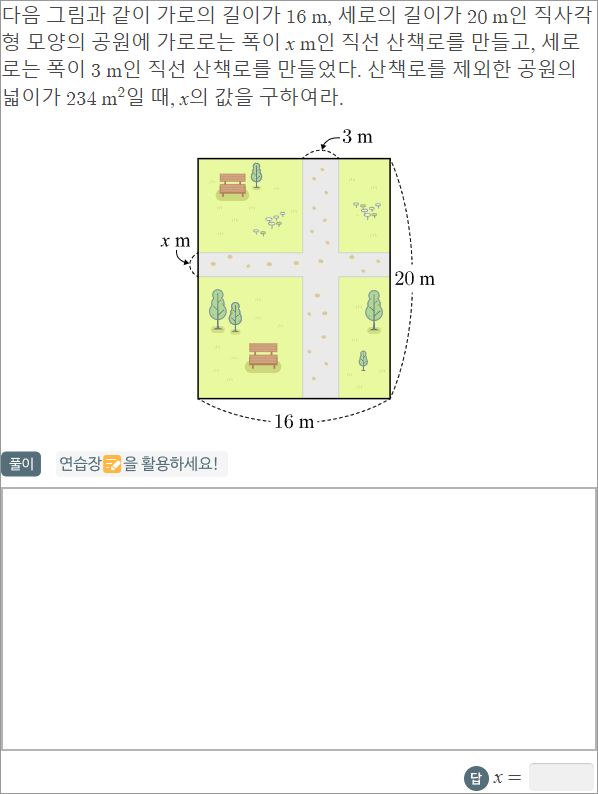 다음 그림과 같이 가로의 길이가 16 m, 세로의 길이가 20 m인 직사각
형 모양의 공원에 가로로는 폭이 x m인 직선 산책로를 만들고, 세로
로는 폭이 3 m인 직선 산책로를 만들었다. 산책로를 제외한 공원의
넓이가 234 m²일 때, x의 값을 구하여라.
3 m
x m
20 m
16 m
풀이 연습장을 활용하세요!
답 x =